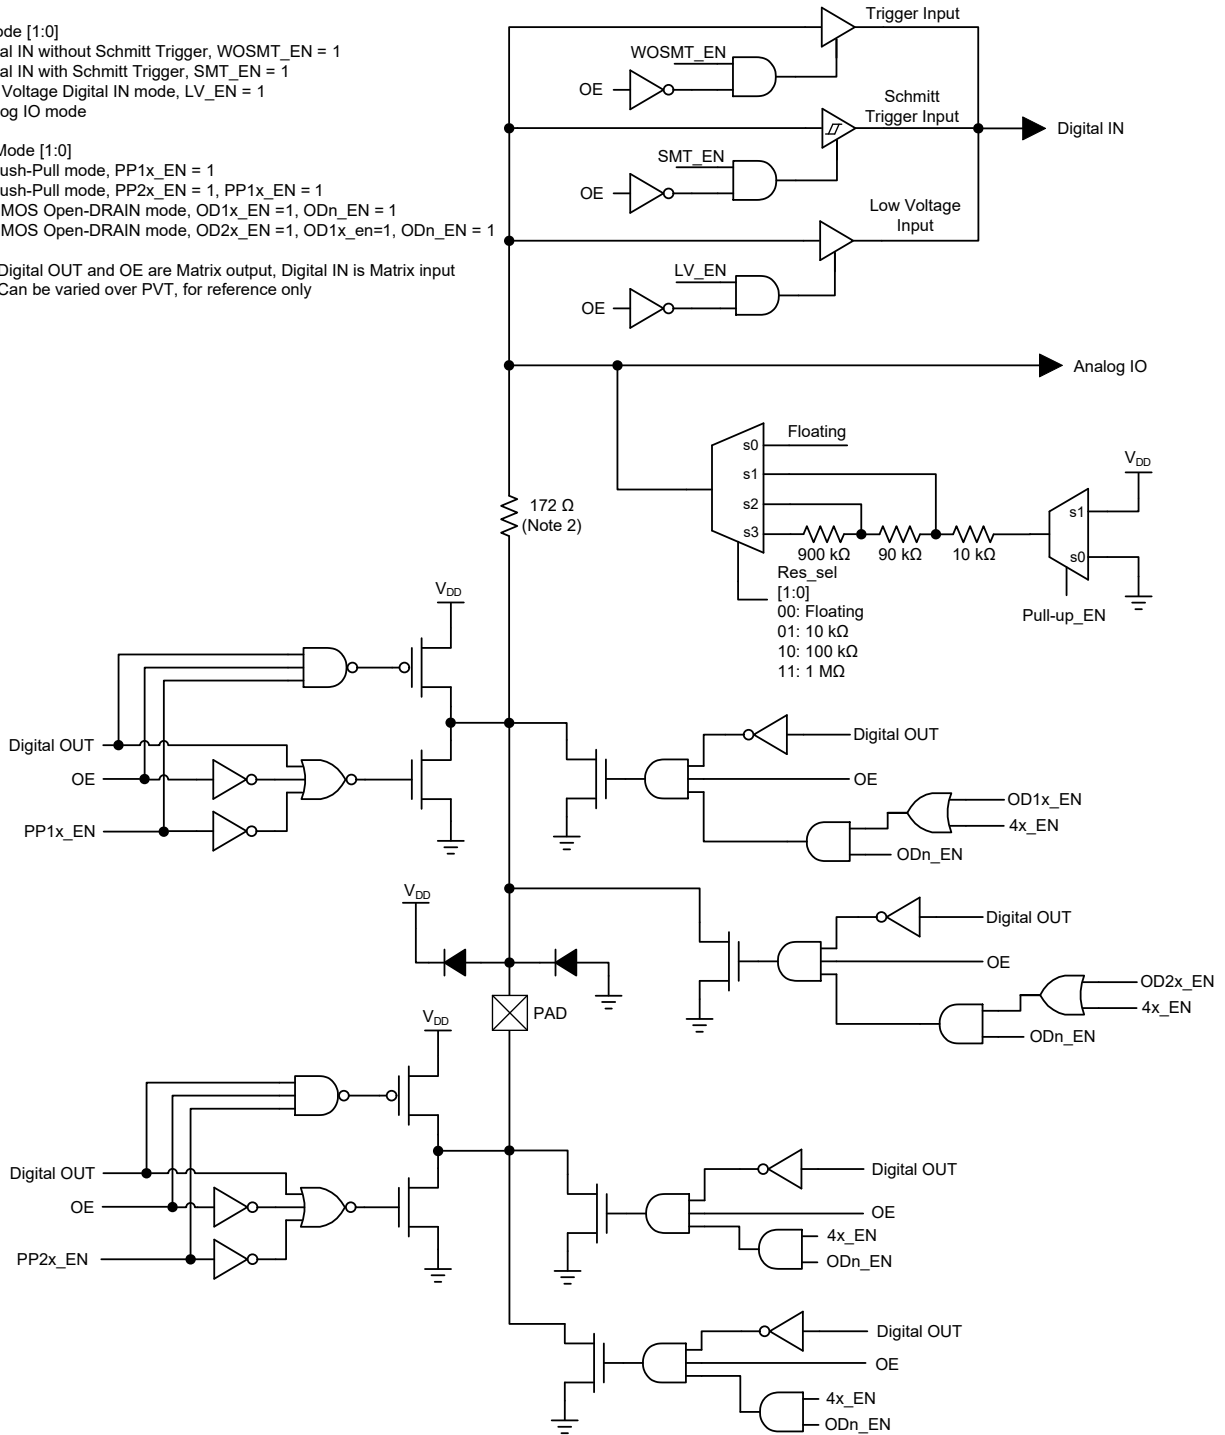 ode [1:0]
al IN without Schmitt Trigger, WOSMT_EN = 1
al IN with Schmitt Trigger, SMT_EN = 1
Voltage Digital IN mode, LV_EN = 1
og IO mode
Mode [1:0]
ush-Pull mode, PP1x_EN = 1
ush-Pull mode, PP2x_EN = 1, PP1x_EN = 1
MOS Open-DRAIN mode, OD1x_EN =1, ODn_EN = 1
MOS Open-DRAIN mode, OD2x_EN =1, OD1x_en=1, ODn_EN = 1
Digital OUT and OE are Matrix output, Digital IN is Matrix input
Can be varied over PVT, for reference only
Trigger Input
WOSMT_EN
OE
Schmitt
Trigger Input
Digital IN
SMT_EN
OE
Low Voltage
Input
LV_EN
OE
Analog IO
Floating
s0
s1
s2
s3
VDD
s1
s0
172 Ω
(Note 2)
900 kΩ
90 kΩ
10 kΩ
Res_sel
[1:0]
00: Floating
01: 10 kΩ
10: 100 kΩ
11: 1 MΩ
Pull-up_EN
VDD
Digital OUT
OE
PP1x_EN
Digital OUT
OE
OD1x_EN
4x_EN
ODn_EN
VDD
Digital OUT
OE
OD2x_EN
4x_EN
ODn_EN
PAD
VDD
Digital OUT
OE
PP2x_EN
Digital OUT
OE
4x_EN
ODn_EN
Digital OUT
OE
4x_EN
ODn_EN